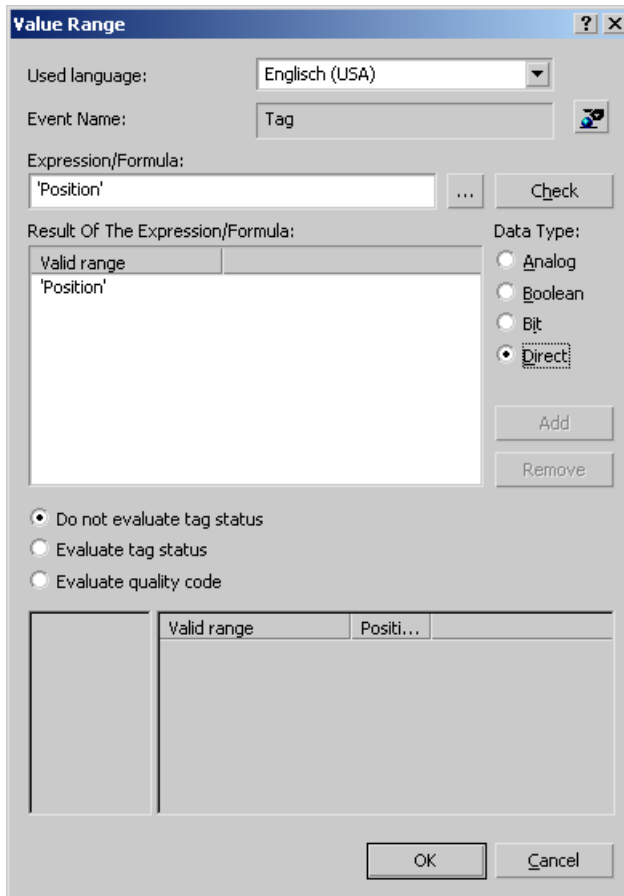 Value Range
Used language:
Englisch (USA)
Event Name:
Tag
Expression/Formula:
'Position'
...
Check
Result Of The Expression/Formula:
Data Type:
Valid range
'Position'
Analog
Boolean
Bit
Direct
Add
Remove
Do not evaluate tag status
Evaluate tag status
Evaluate quality code
Valid range
Positi...
OK
Cancel